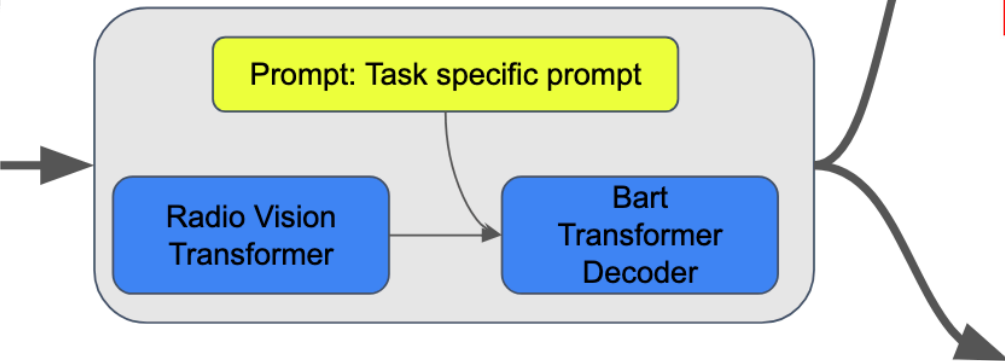 Prompt: Task specific prompt
Radio Vision
Transformer
Bart
Transformer
Decoder